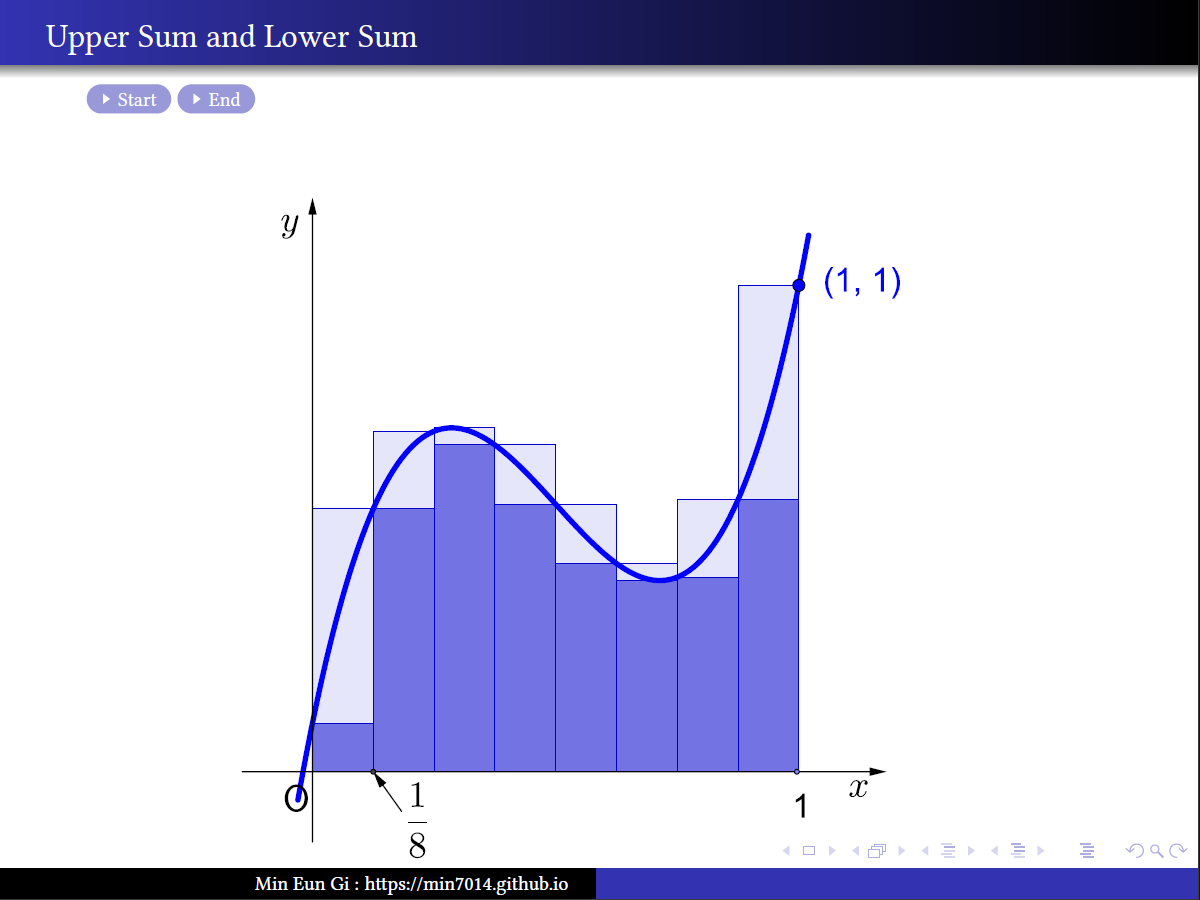 Upper Sum and Lower Sum
Start End
y
(1, 1)
x
O
1
8
1
Min Eun Gi : https://min7014.github.io